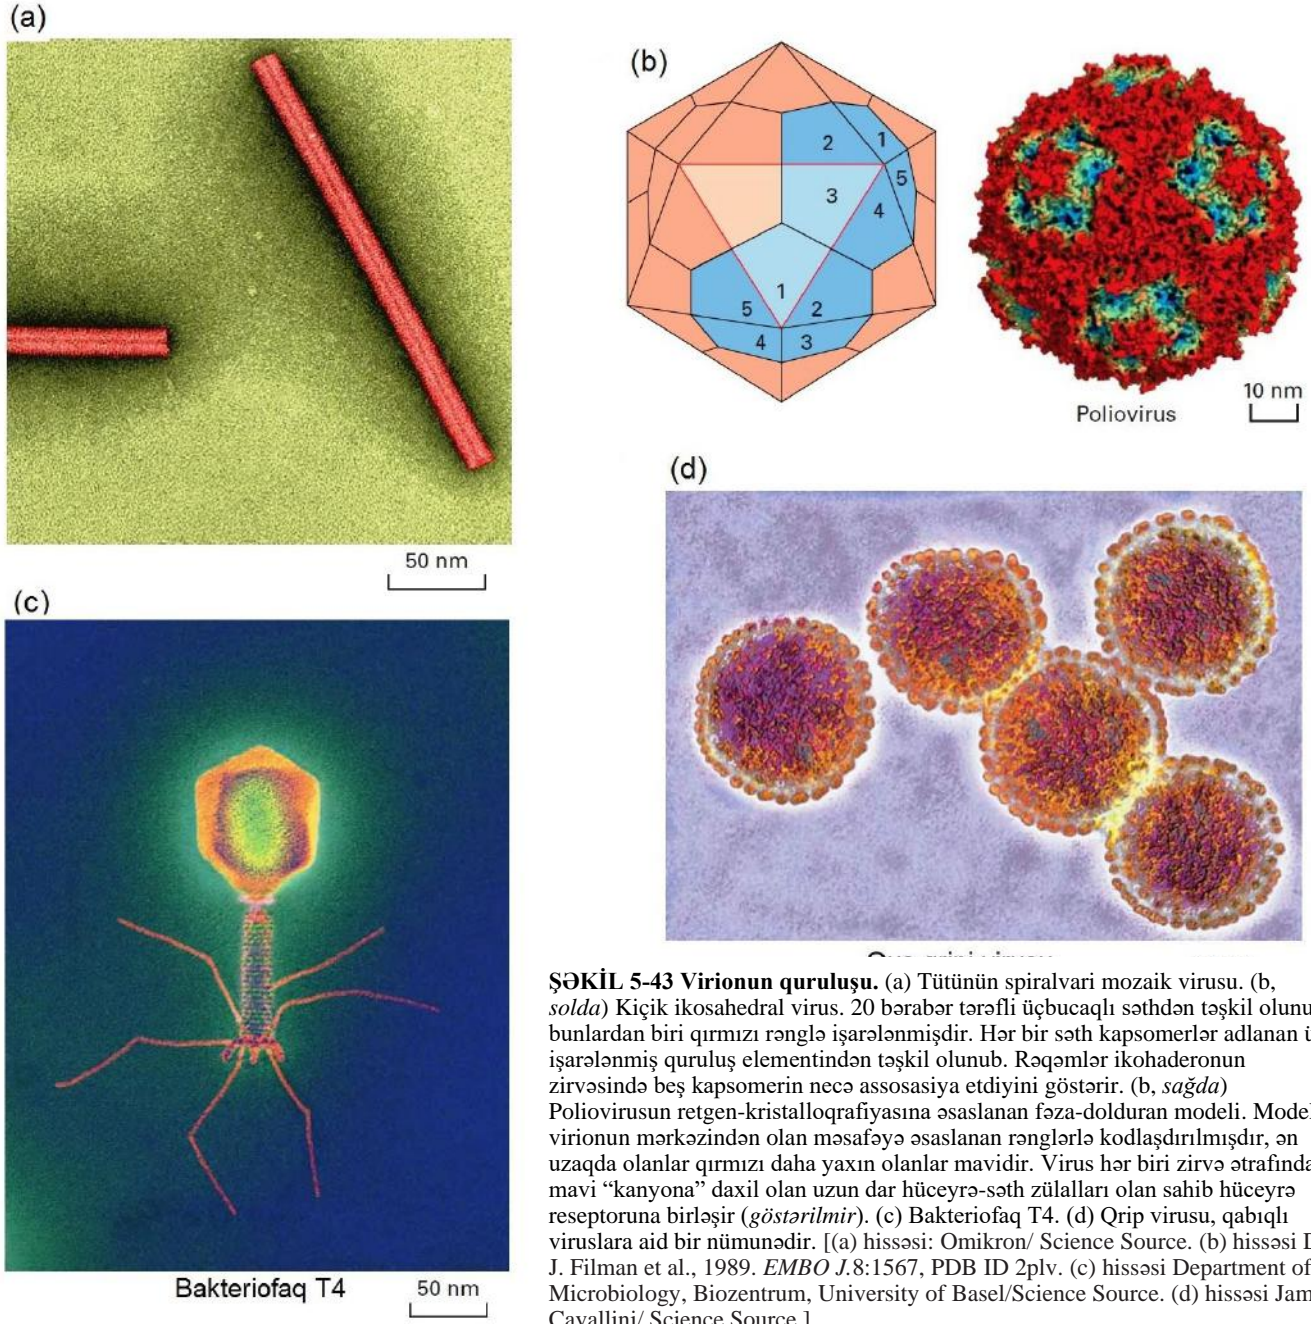 (a)
50 nm
(b)
2
1
3
5
4
1
5
2
4
3
Poliovirus
10 nm
(c)
Bakteriofaq T4
50 nm
(d)
ŞƏKİL 5-43 Virionun quruluşu. (a) Tütünün spiralvari mozaik virusu. (b,
solda) Kiçik ikosahedral virus. 20 bərabər tərəfli üçbucaqlı səthdən təşkil olunu
bunlardan biri qırmızı rənglə işarələnmişdir. Hər bir səth kapsomerlər adlanan ü
işarələnmiş quruluş elementindən təşkil olunub. Rəqəmlər ikohaderonun
zirvəsində beş kapsomerin necə assosasiya etdiyini göstərir. (b, sağda)
Poliovirusun retgen-kristalloqrafiyasına əsaslanan fəza-dolduran modeli. Model
virionun mərkəzindən olan məsafəyə əsaslanan rənglərlə kodlaşdırılmışdır, ən
uzaqda olanlar qırmızı daha yaxın olanlar mavidir. Virus hər biri zirvə ətrafında
mavi “kanyona” daxil olan uzun dar hüceyrə-səth zülalları olan sahib hüceyrə
reseptoruna birləşir (göstərilmir). (c) Bakteriofaq T4. (d) Qrip virusu, qabıqlı
viruslara aid bir nümunədir. [(a) hissəsi: Omikron/ Science Source. (b) hissəsi D
J. Filman et al., 1989. EMBO J.8:1567, PDB ID 2plv. (c) hissəsi Department of
Microbiology, Biozentrum, University of Basel/Science Source. (d) hissəsi Jam
Cavallini/ Science Source.]